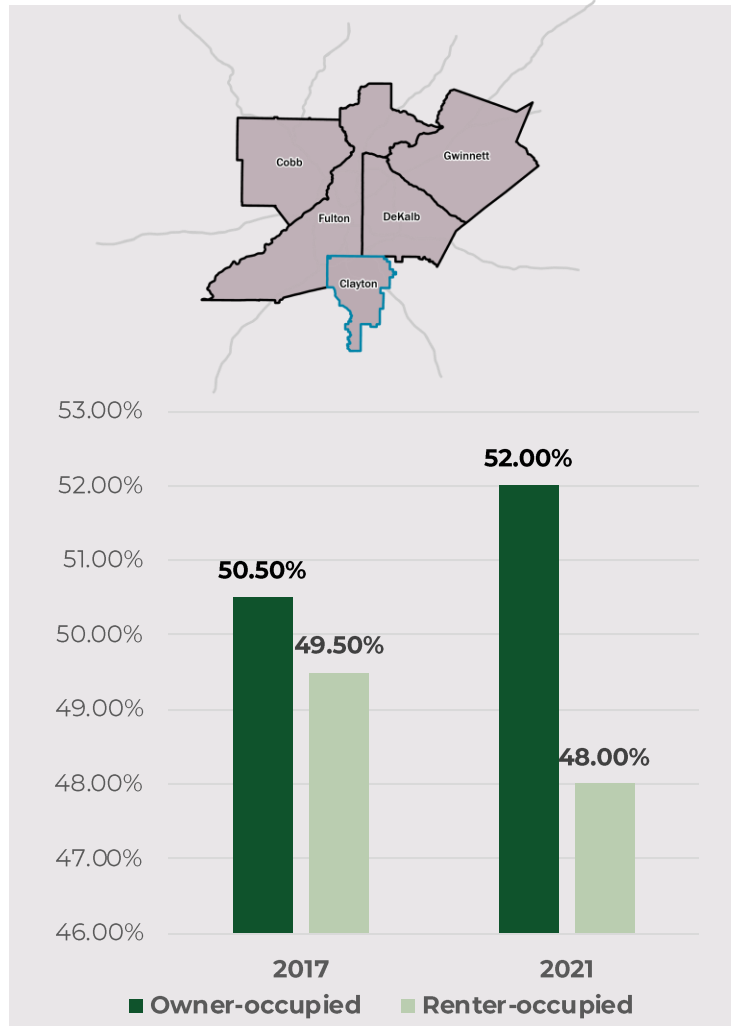 Cobb
Gwinnett
Fulton
DeKalb
Clayton
53.00%
52.00%
52.00%
51.00%
50.50%
50.00%
49.50%
49.00%
48.00%
48.00%
47.00%
46.00%
2017
2021
Owner-occupied
Renter-occupied